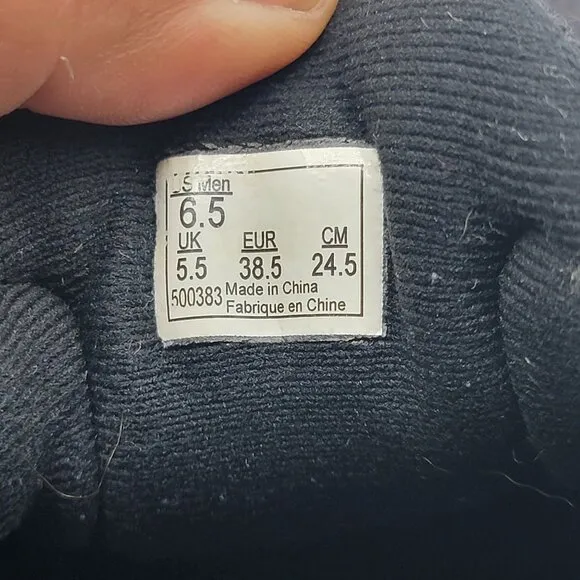 US Men
6.5
UK EUR CM
5.5 38.5 24.5
500383 Made in China
Fabrique en Chine